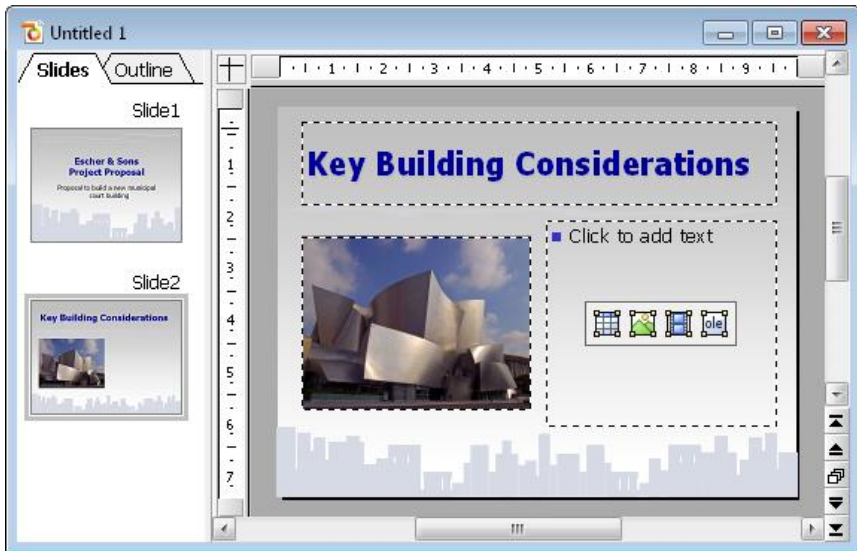 Untitled 1
Slides Outline
1 2 3 4 5 6 7 8 9
Slide1
Escher & Sons
Project Proposal
Proposal to build a new municipal
court building
Slide2
Key Building Considerations
1
2
3
4
5
6
7
Key Building Considerations
Click to add text
ole